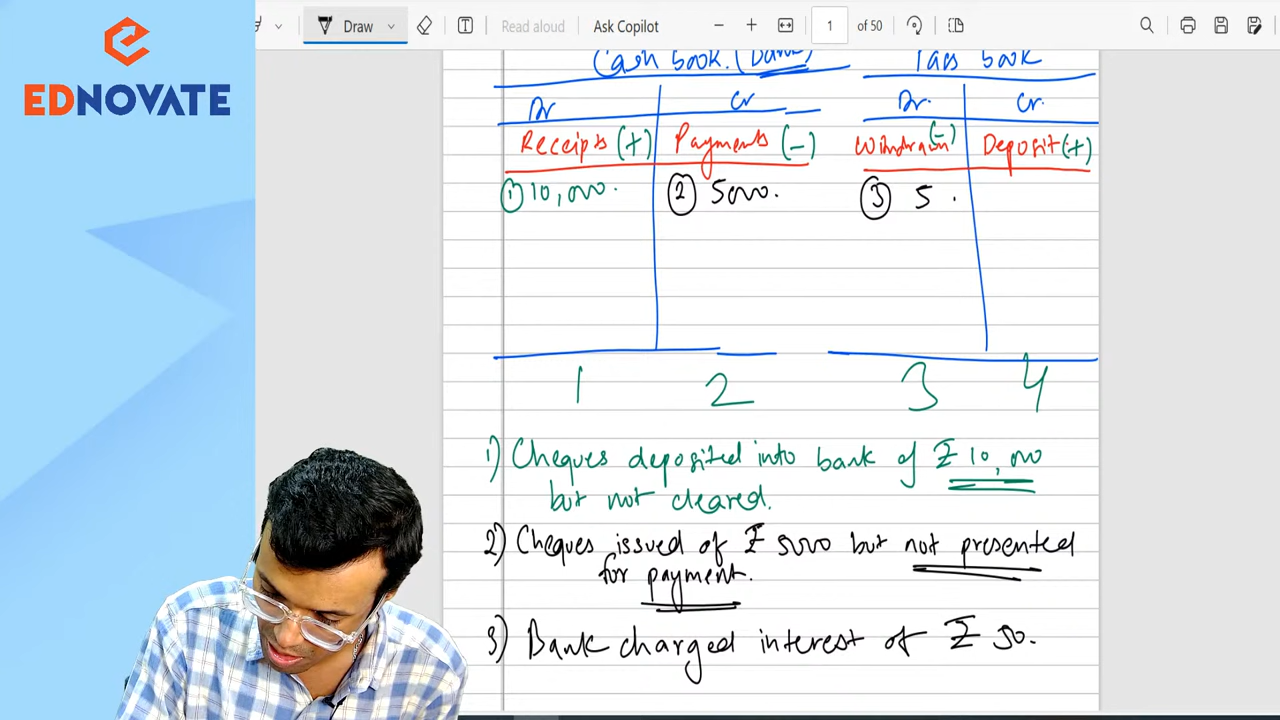 EDNOVATE
Draw
Read aloud
Ask Copilot
1 of 50
Cash book. (bank) Pass book
Dr Cr Dr. Cr.
Receipts (+) Payments (-) Withdrawn (-) Deposit (+)
① 10,000. ② 5000. ③ 5 .
1 2 3 4
1) Cheques deposited into bank of ₹ 10,000
but not cleared.
2) Cheques issued of ₹ 5000 but not presented
for payment.
3) Bank charged interest of ₹ 50.